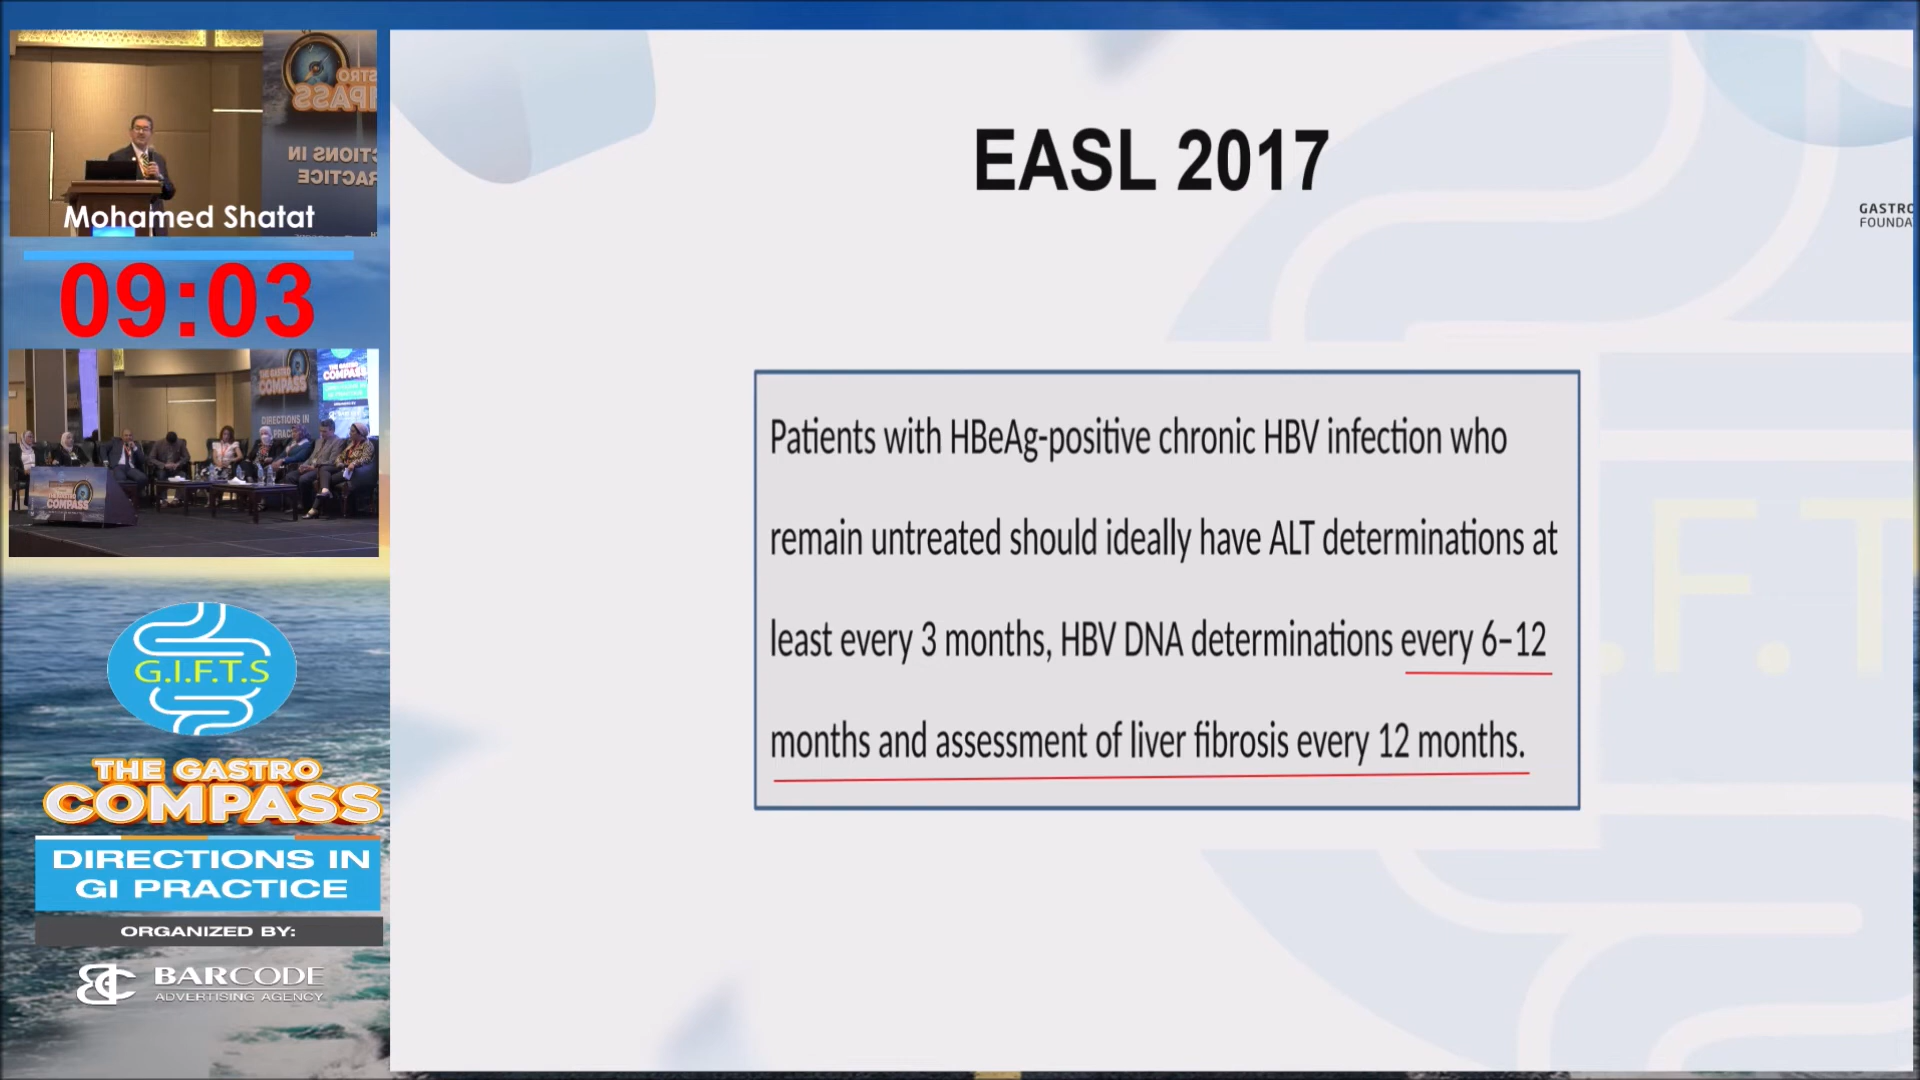 Mohamed Shatat
09:03
G.I.F.T.S
THE GASTRO
COMPASS
DIRECTIONS IN
GI PRACTICE
ORGANIZED BY:
BARCODE
ADVERTISING AGENCY
EASL 2017
GASTRO
FOUNDA
Patients with HBeAg-positive chronic HBV infection who
remain untreated should ideally have ALT determinations at
least every 3 months, HBV DNA determinations every 6–12
months and assessment of liver fibrosis every 12 months.